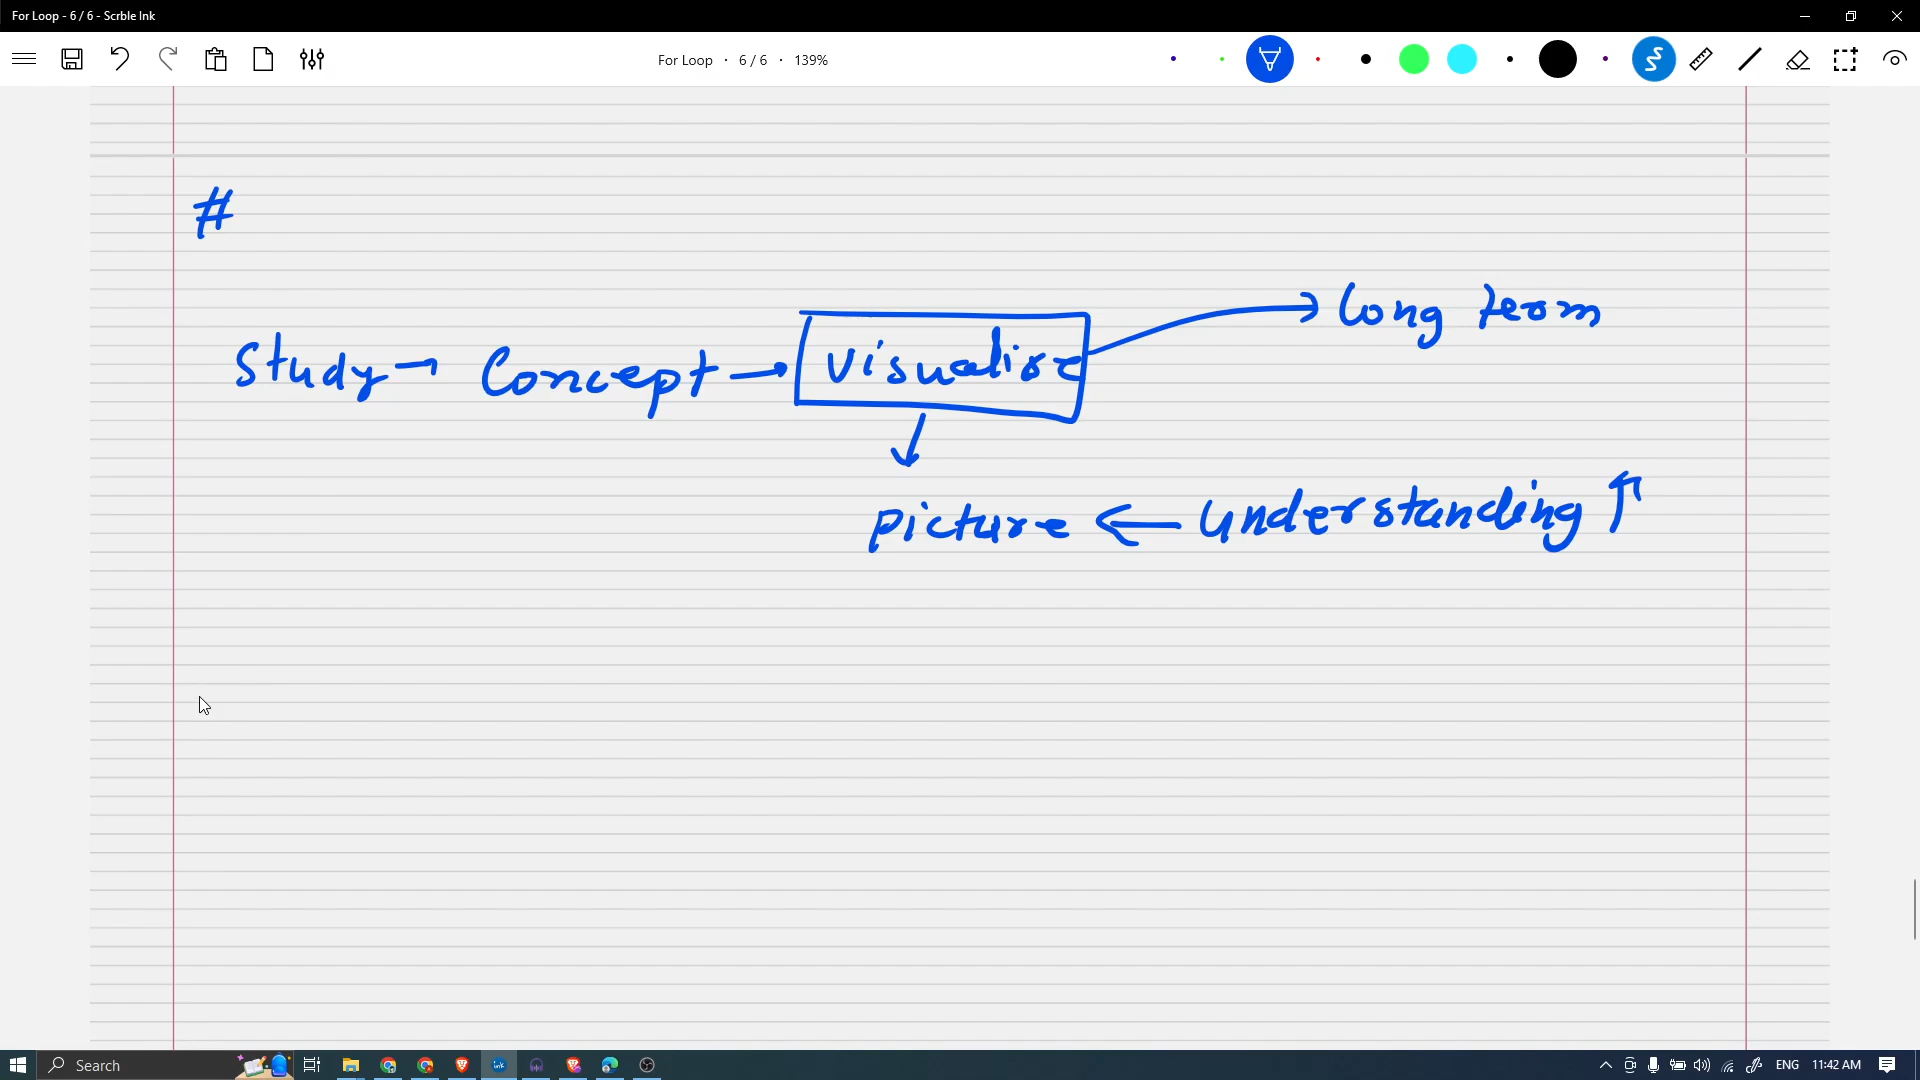 For Loop - 6 / 6 - Scrble Ink
For Loop · 6 / 6 · 139%
#
Study → Concept → Visualize → Long term
↓
picture ← Understanding ↑
Search
ENG 11:42 AM